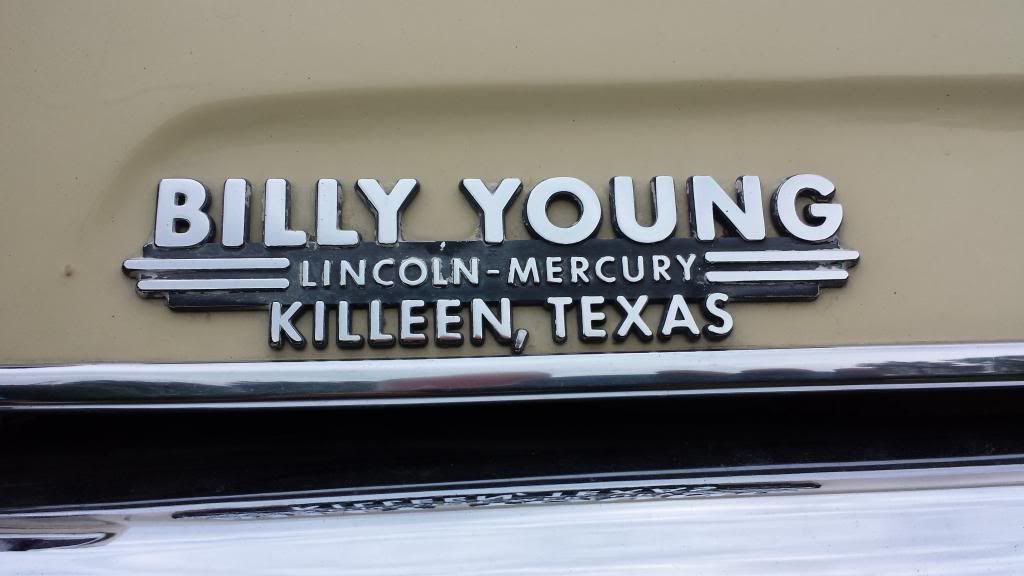 BILLY YOUNG
LINCOLN-MERCURY
KILLEEN, TEXAS